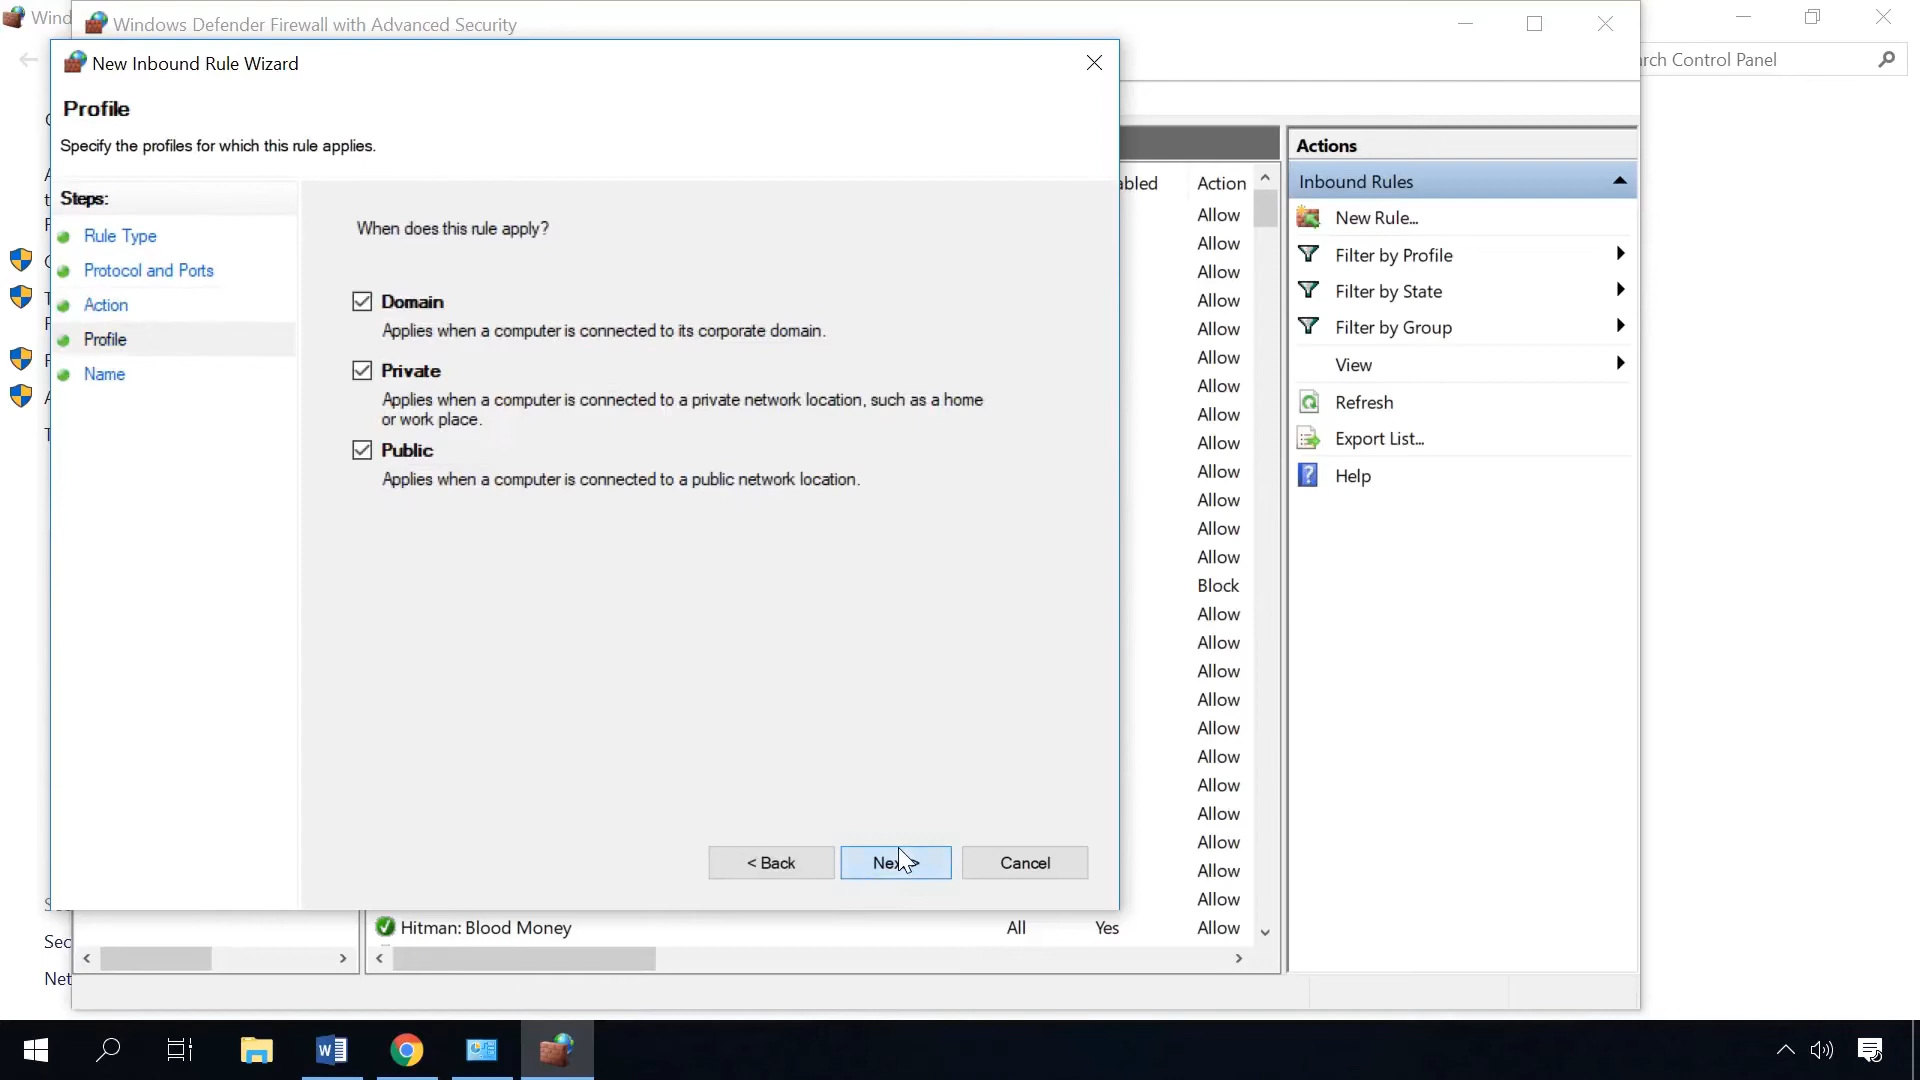 Wind
Windows Defender Firewall with Advanced Security
rch Control Panel
New Inbound Rule Wizard
Profile
Specify the profiles for which this rule applies.
Steps:
Rule Type
Protocol and Ports
Action
Profile
Name
When does this rule apply?
Domain
Applies when a computer is connected to its corporate domain.
Private
Applies when a computer is connected to a private network location, such as a home
or work place.
Public
Applies when a computer is connected to a public network location.
< Back
Cancel
abled Action
Allow
Allow
Allow
Allow
Allow
Allow
Allow
Allow
Allow
Allow
Allow
Allow
Allow
Block
Allow
Allow
Allow
Allow
Allow
Allow
Allow
Allow
Allow
Allow
Allow
Hitman: Blood Money All Yes Allow
Actions
Inbound Rules
New Rule...
Filter by Profile
Filter by State
Filter by Group
View
Refresh
Export List...
Help
Sec
Net